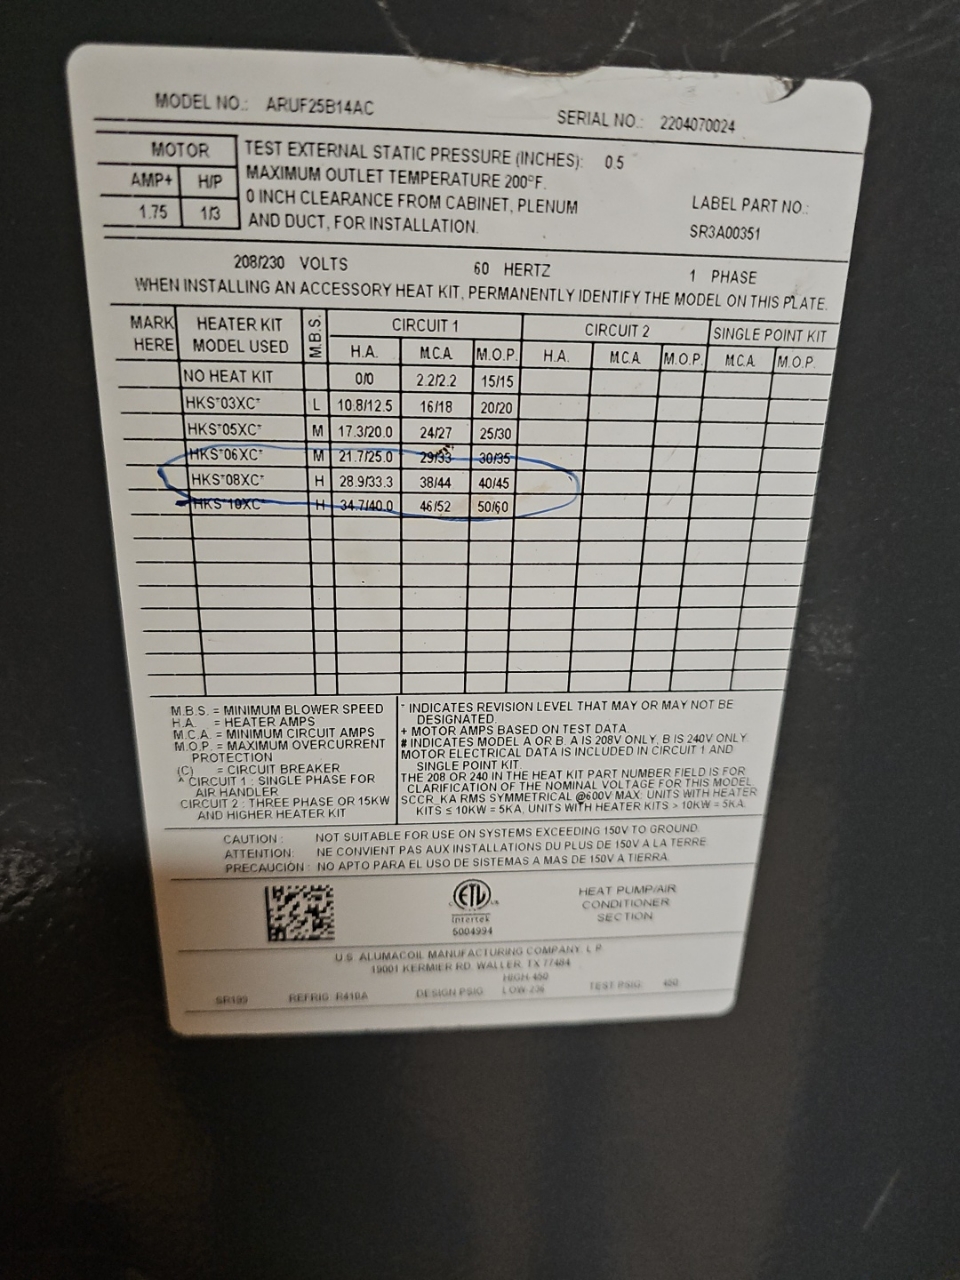 MODEL NO.: ARUF25B14AC
SERIAL NO.: 2204070024
MOTOR
AMP+ H/P
1.75 1/3
TEST EXTERNAL STATIC PRESSURE (INCHES): 0.5
MAXIMUM OUTLET TEMPERATURE 200°F.
0 INCH CLEARANCE FROM CABINET, PLENUM
AND DUCT, FOR INSTALLATION.
LABEL PART NO.:
SR3A00351
208/230 VOLTS 60 HERTZ 1 PHASE
WHEN INSTALLING AN ACCESSORY HEAT KIT, PERMANENTLY IDENTIFY THE MODEL ON THIS PLATE.
MARK HERE
HEATER KIT MODEL USED
M.B.S.
CIRCUIT 1 CIRCUIT 2 SINGLE POINT KIT
H.A. M.C.A. M.O.P. H.A. M.C.A. M.O.P. M.C.A. M.O.P.
NO HEAT KIT 0/0 2.2/2.2 15/15
HKS*03XC* L 10.8/12.5 16/18 20/20
HKS*05XC* M 17.3/20.0 24/27 25/30
HKS*06XC* M 21.7/25.0 29/33 30/35
HKS*08XC* H 28.9/33.3 38/44 40/45
HKS*10XC* H 34.7/40.0 46/52 50/60
M.B.S. = MINIMUM BLOWER SPEED
H.A. = HEATER AMPS
M.C.A. = MINIMUM CIRCUIT AMPS
M.O.P. = MAXIMUM OVERCURRENT
PROTECTION
(C) = CIRCUIT BREAKER
^ CIRCUIT 1 : SINGLE PHASE FOR
AIR HANDLER
CIRCUIT 2 : THREE PHASE OR 15KW
AND HIGHER HEATER KIT
* INDICATES REVISION LEVEL THAT MAY OR MAY NOT BE
DESIGNATED.
+ MOTOR AMPS BASED ON TEST DATA.
# INDICATES MODEL A OR B. A IS 208V ONLY, B IS 240V ONLY.
MOTOR ELECTRICAL DATA IS INCLUDED IN CIRCUIT 1 AND
SINGLE POINT KIT.
THE 208 OR 240 IN THE HEAT KIT PART NUMBER FIELD IS FOR
CLARIFICATION OF THE NOMINAL VOLTAGE FOR THIS MODEL
SCCR_KA RMS SYMMETRICAL @600V MAX: UNITS WITH HEATER
KITS ≤ 10KW = 5KA, UNITS WITH HEATER KITS > 10KW = 5KA.
CAUTION : NOT SUITABLE FOR USE ON SYSTEMS EXCEEDING 150V TO GROUND.
ATTENTION: NE CONVIENT PAS AUX INSTALLATIONS DU PLUS DE 150V A LA TERRE
PRECAUCIÓN : NO APTO PARA EL USO DE SISTEMAS A MAS DE 150V A TIERRA.
ETL
Intertek
5004994
HEAT PUMP/AIR
CONDITIONER
SECTION
U.S. ALUMACOIL MANUFACTURING COMPANY, L.P.
19001 KERMIER RD. WALLER, TX 77484
SR199 REFRIG. R410A DESIGN PSIG HIGH 450 LOW 236 TEST PSIG: 450